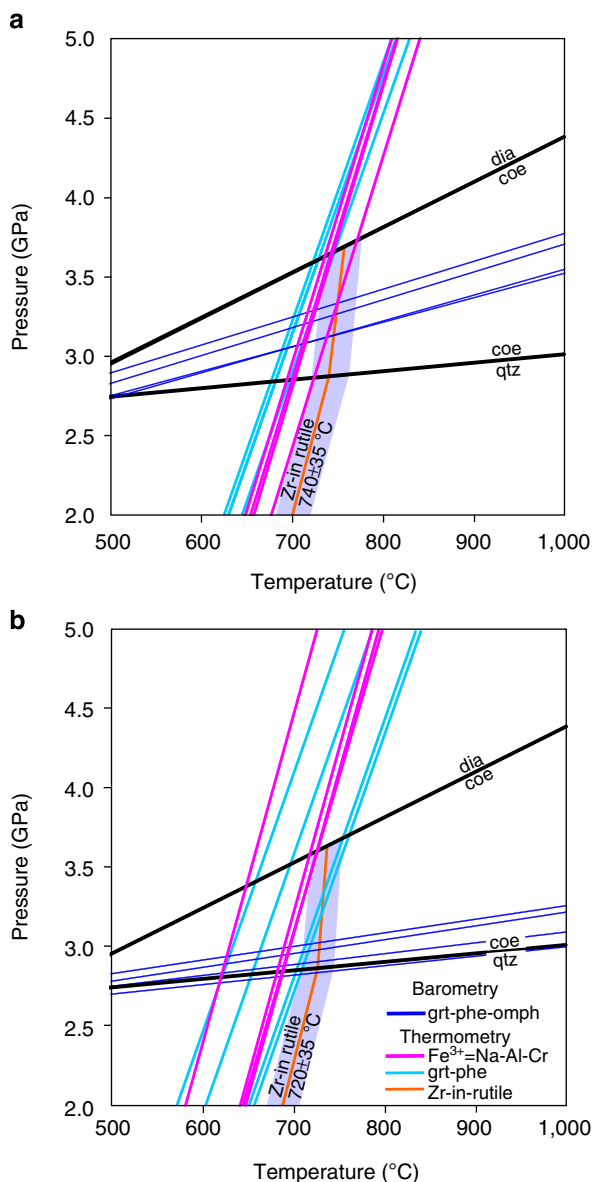 a
5.0
4.5
4.0
3.5
3.0
2.5
2.0
Pressure (GPa)
dia
coe
coe
qtz
Zr-in rutile
740±35 °C
500
600
700
800
900
1,000
Temperature (°C)
b
5.0
4.5
4.0
3.5
3.0
2.5
2.0
Pressure (GPa)
dia
coe
coe
qtz
Zr-in rutile
720±35 °C
Barometry
grt-phe-omph
Thermometry
Fe³⁺=Na-Al-Cr
grt-phe
Zr-in-rutile
500
600
700
800
900
1,000
Temperature (°C)